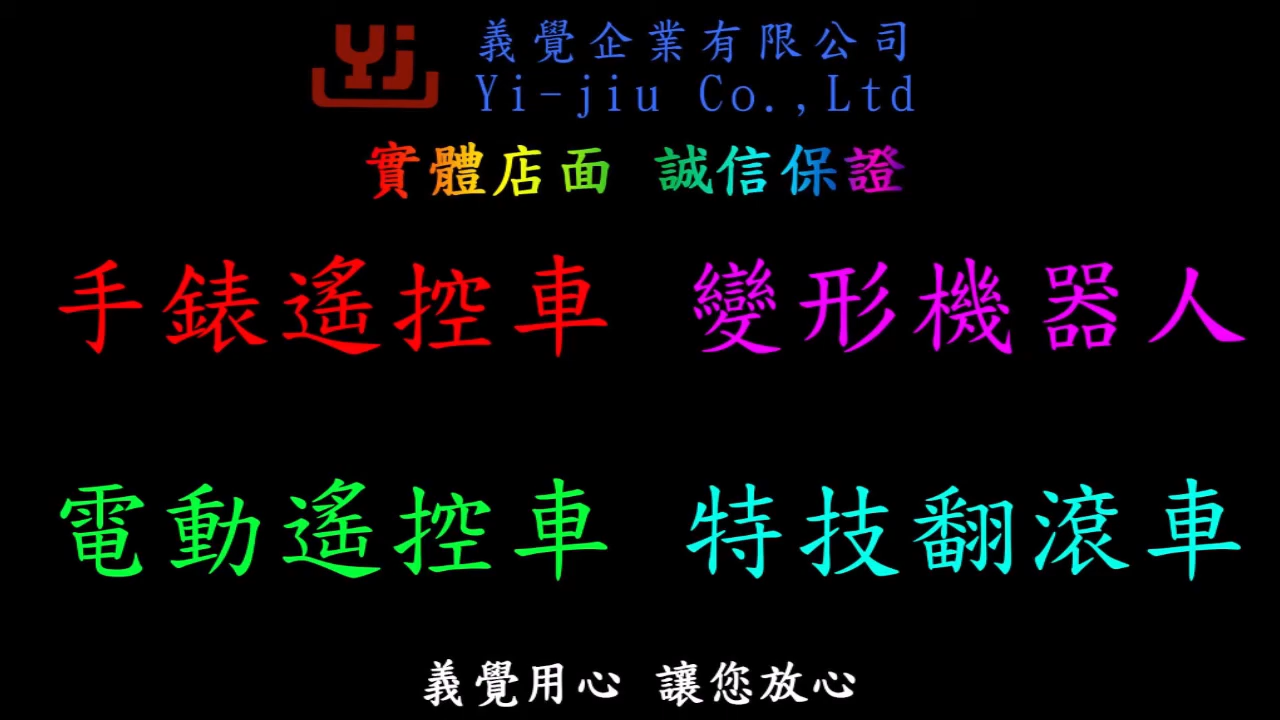 Yi
義覺企業有限公司
Yi-jiu Co.,Ltd
實體店面 誠信保證
手錶遙控車 變形機器人
電動遙控車 特技翻滾車
義覺用心 讓您放心